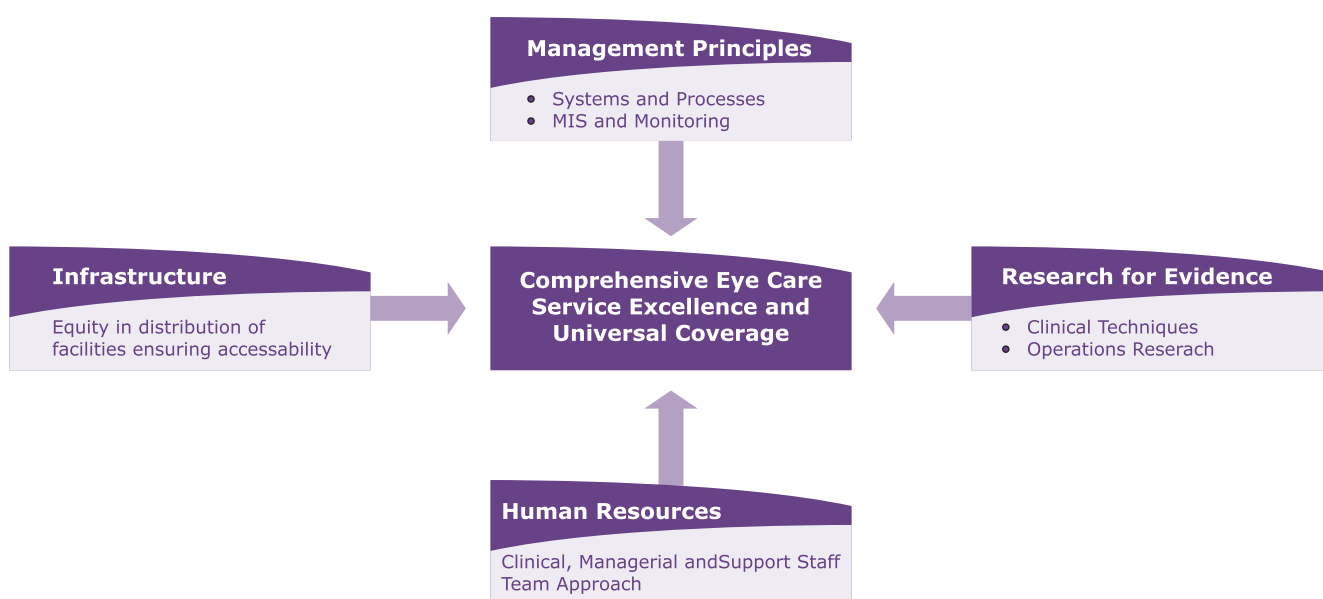 Management Principles
Systems and Processes
MIS and Monitoring
Infrastructure
Equity in distribution of
facilities ensuring accessability
Comprehensive Eye Care
Service Excellence and
Universal Coverage
Research for Evidence
Clinical Techniques
Operations Reserach
Human Resources
Clinical, Managerial andSupport Staff
Team Approach